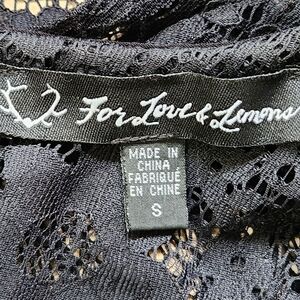 For Love & Lemons
MADE IN
CHINA
FABRIQUÉ
EN CHINE
S